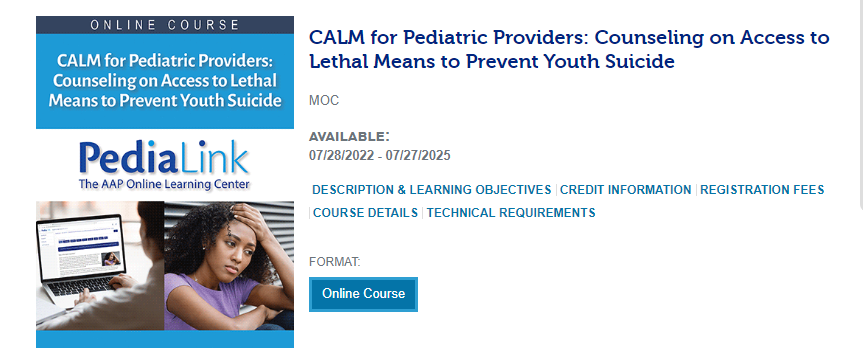 ONLINE COURSE
CALM for Pediatric Providers:
Counseling on Access to Lethal
Means to Prevent Youth Suicide
PediaLink
The AAP Online Learning Center
CALM for Pediatric Providers: Counseling on Access to
Lethal Means to Prevent Youth Suicide
MOC
AVAILABLE:
07/28/2022 - 07/27/2025
DESCRIPTION & LEARNING OBJECTIVES | CREDIT INFORMATION | REGISTRATION FEES
| COURSE DETAILS | TECHNICAL REQUIREMENTS
FORMAT:
Online Course